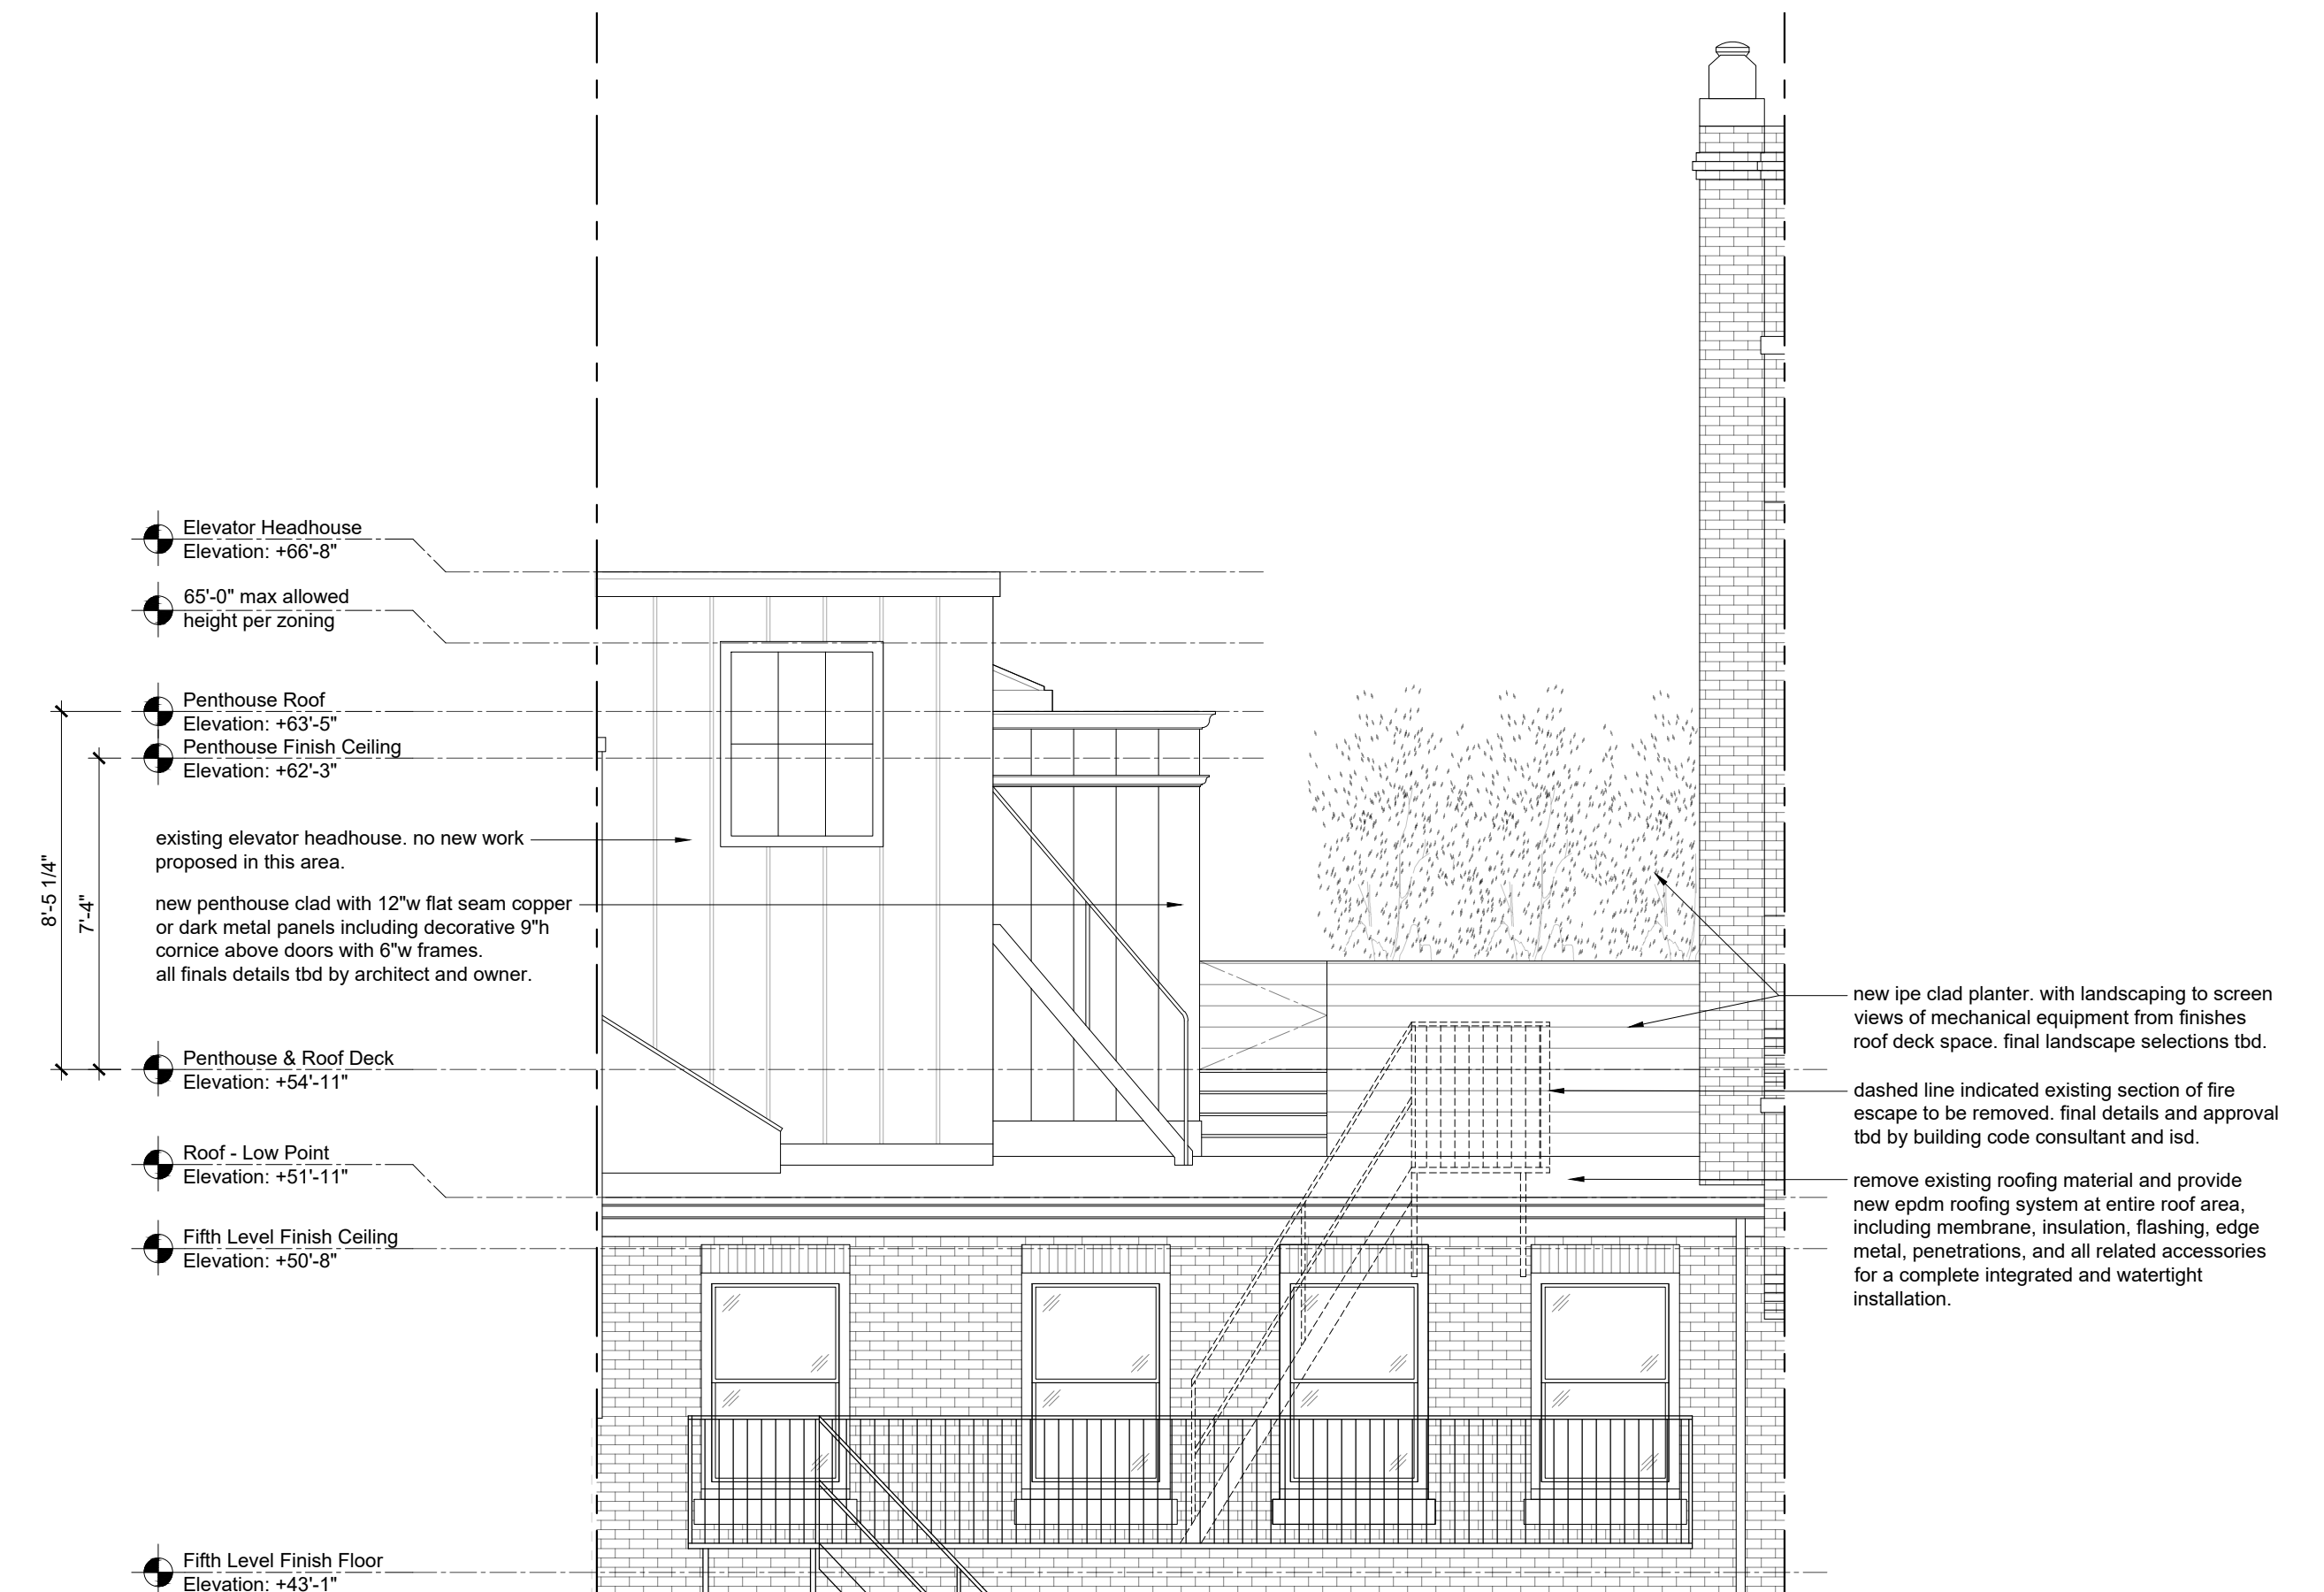 Elevator Headhouse
Elevation: +66'-8"
65'-0" max allowed
height per zoning
Penthouse Roof
Elevation: +63'-5"
Penthouse Finish Ceiling
Elevation: +62'-3"
existing elevator headhouse. no new work
proposed in this area.
new penthouse clad with 12"w flat seam copper
or dark metal panels including decorative 9"h
cornice above doors with 6"w frames.
all finals details tbd by architect and owner.
8'-5 1/4"
7'-4"
Penthouse & Roof Deck
Elevation: +54'-11"
Roof - Low Point
Elevation: +51'-11"
Fifth Level Finish Ceiling
Elevation: +50'-8"
Fifth Level Finish Floor
Elevation: +43'-1"
new ipe clad planter. with landscaping to screen
views of mechanical equipment from finishes
roof deck space. final landscape selections tbd.
dashed line indicated existing section of fire
escape to be removed. final details and approval
tbd by building code consultant and isd.
remove existing roofing material and provide
new epdm roofing system at entire roof area,
including membrane, insulation, flashing, edge
metal, penetrations, and all related accessories
for a complete integrated and watertight
installation.